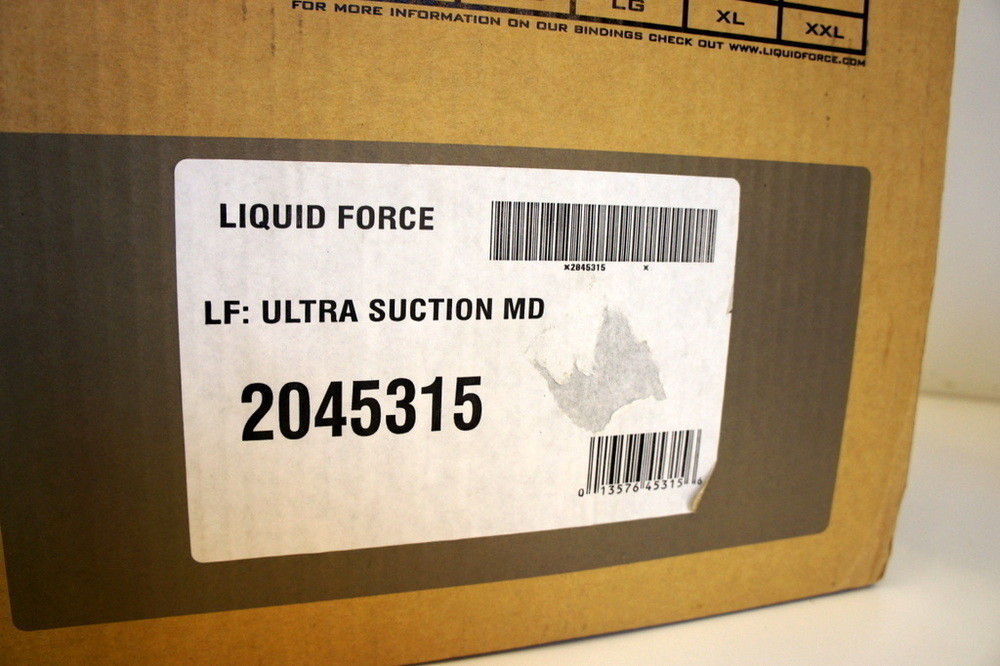 LG XL XXL
FOR MORE INFORMATION ON OUR BINDINGS CHECK OUT WWW.LIQUIDFORCE.COM
LIQUID FORCE
*2045315 *
LF: ULTRA SUCTION MD
2045315
0 13576 45315 6